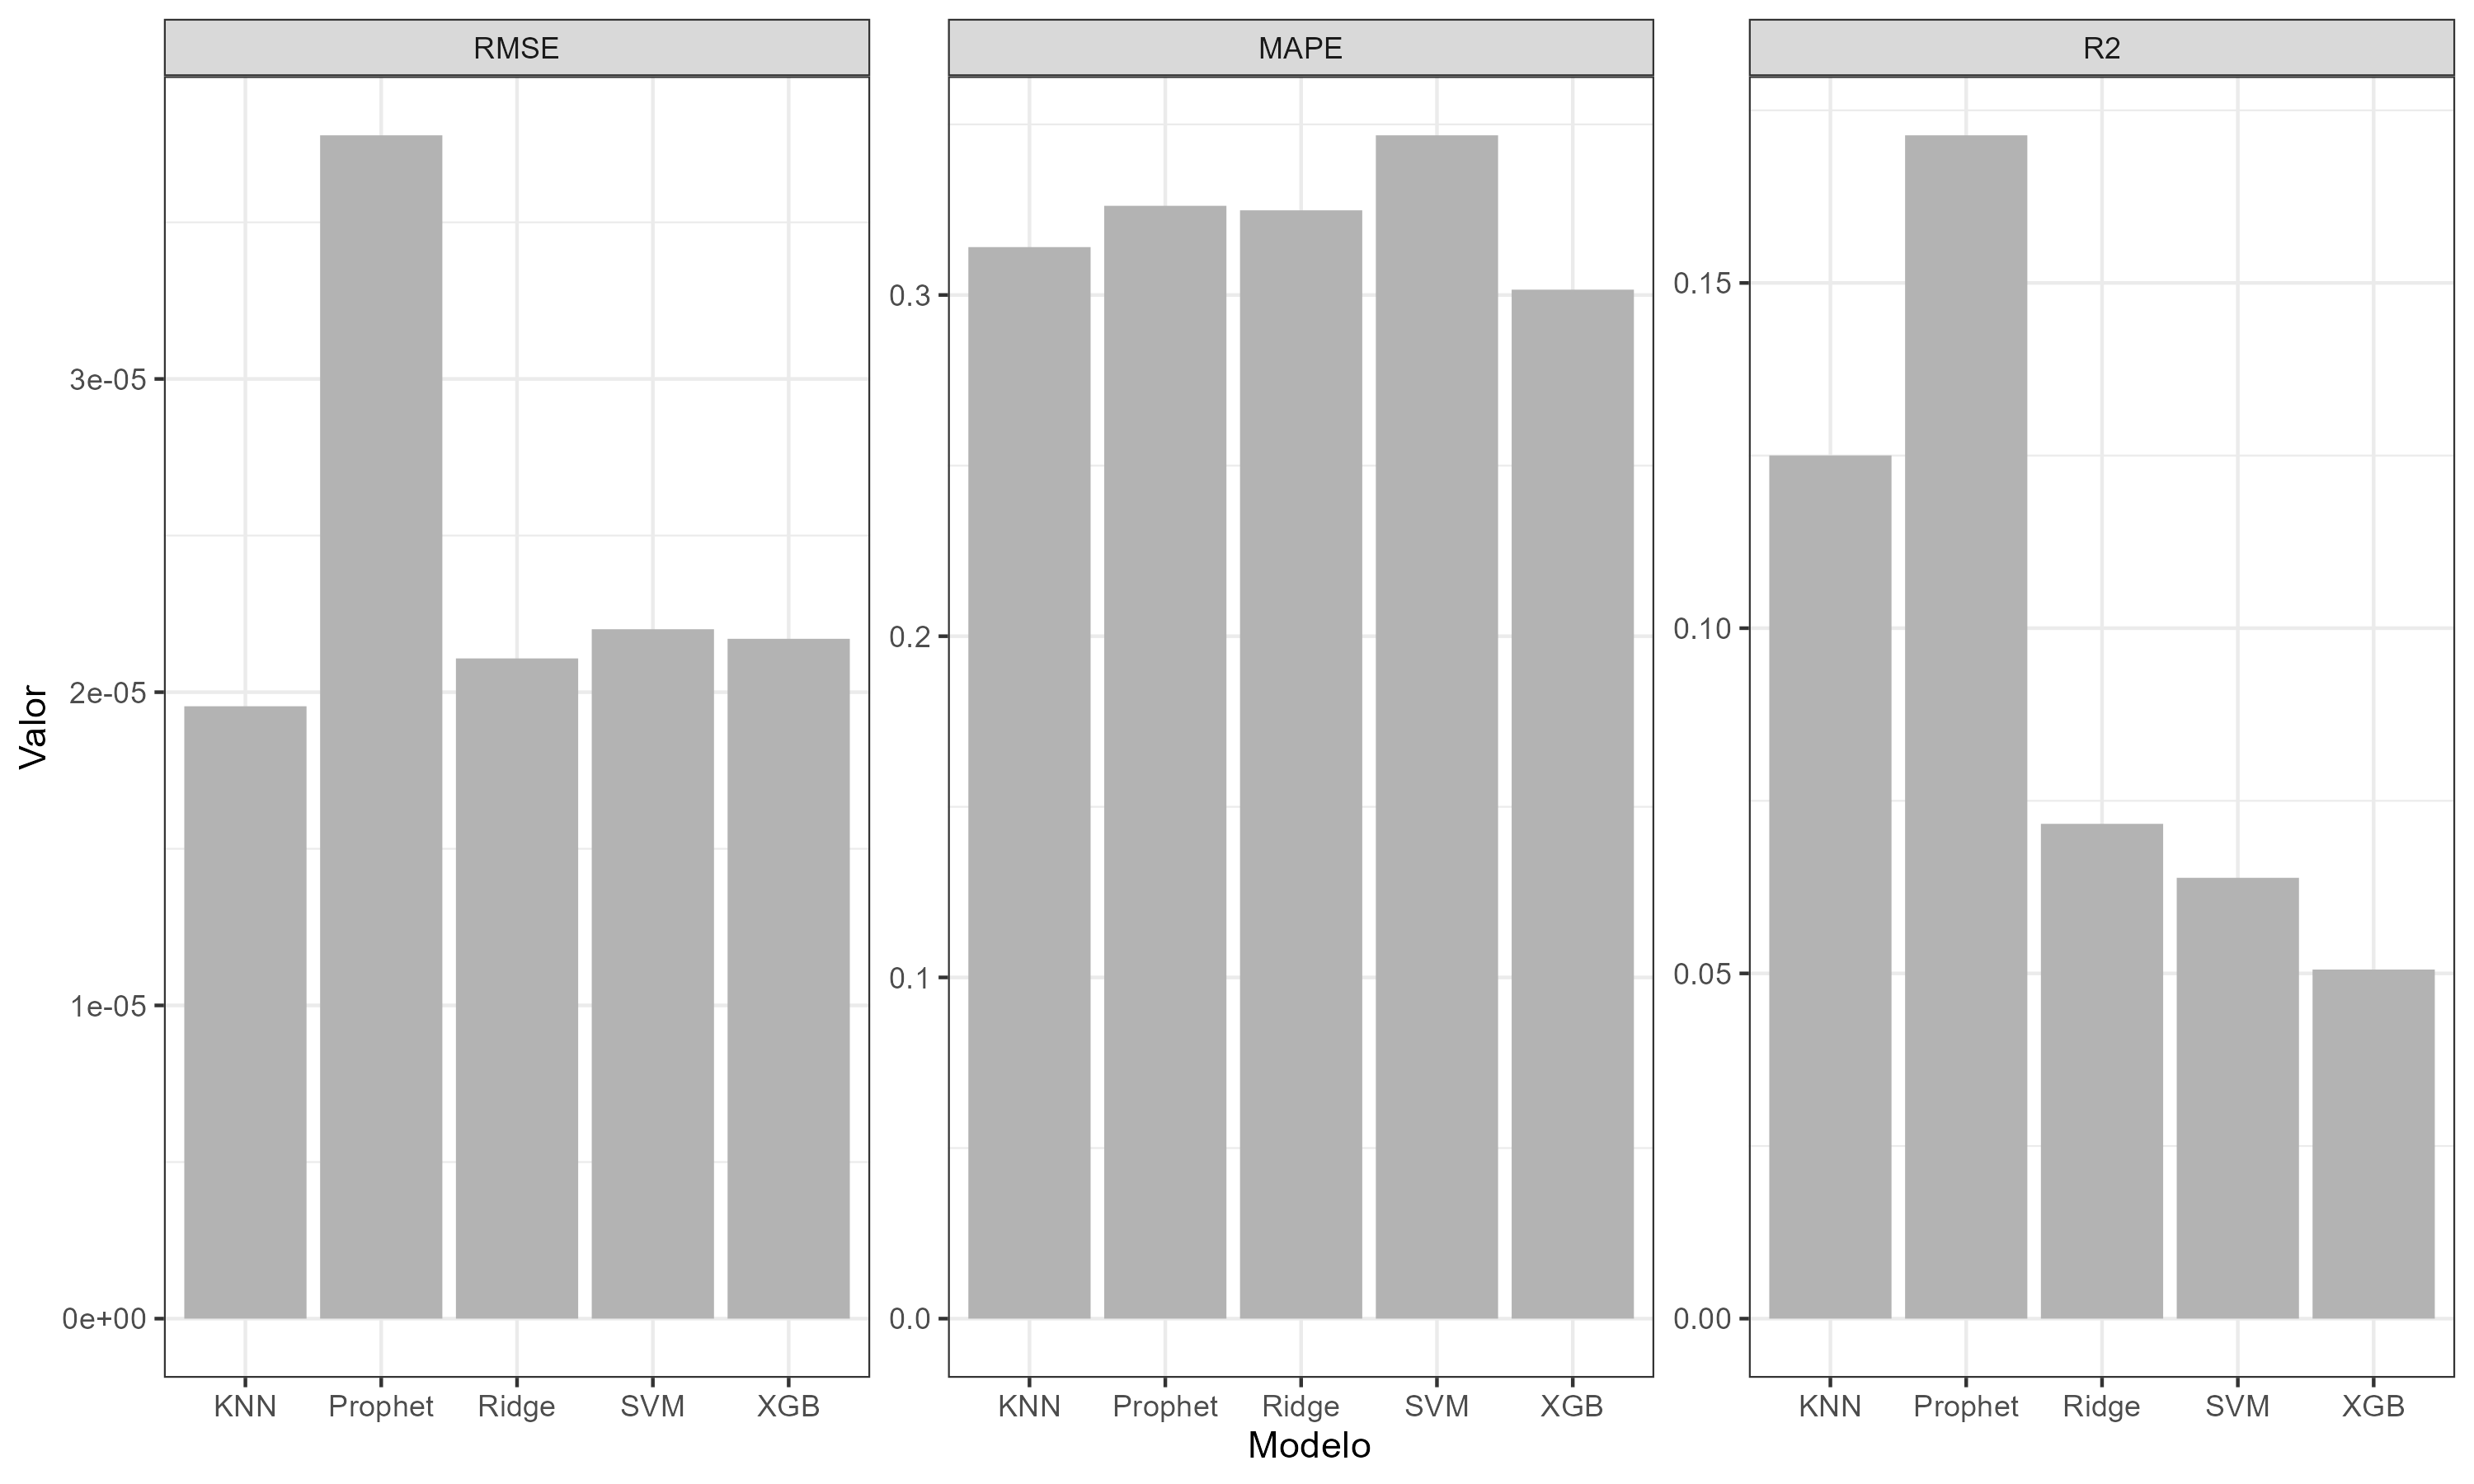 RMSE MAPE R2
Valor
3e-05
2e-05
1e-05
0e+00
0.3
0.2
0.1
0.0
0.15
0.10
0.05
0.00
KNN Prophet Ridge SVM XGB KNN Prophet Ridge SVM XGB KNN Prophet Ridge SVM XGB
Modelo